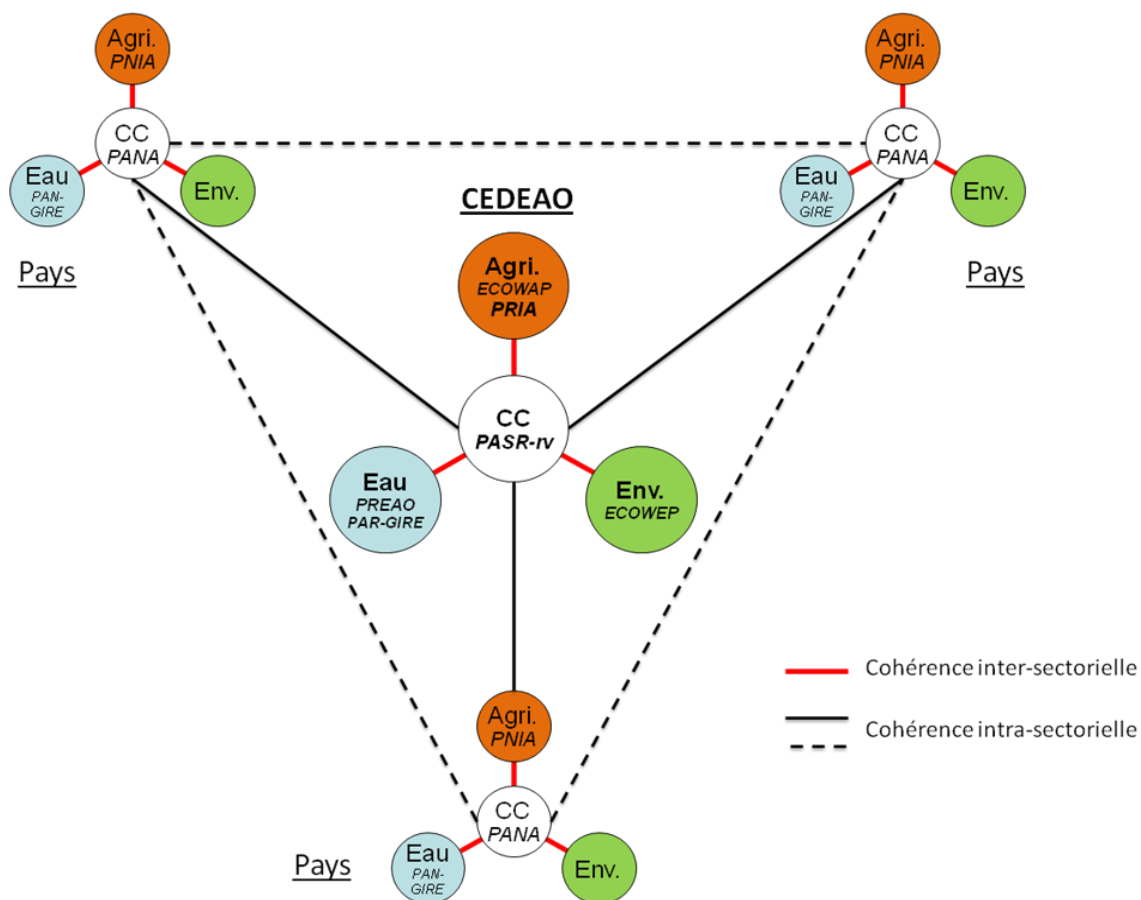 Agri.
PNIA
CC
PANA
Eau
PAN-
GIRE
Env.
Pays
Agri.
PNIA
CC
PANA
Eau
PAN-
GIRE
Env.
Pays
CEDEAO
Agri.
ECOWAP
PRIA
CC
PASR-rv
Eau
PREAO
PAR-GIRE
Env.
ECOWEP
Agri.
PNIA
CC
PANA
Eau
PAN-
GIRE
Env.
Pays
Cohérence inter-sectorielle
Cohérence intra-sectorielle